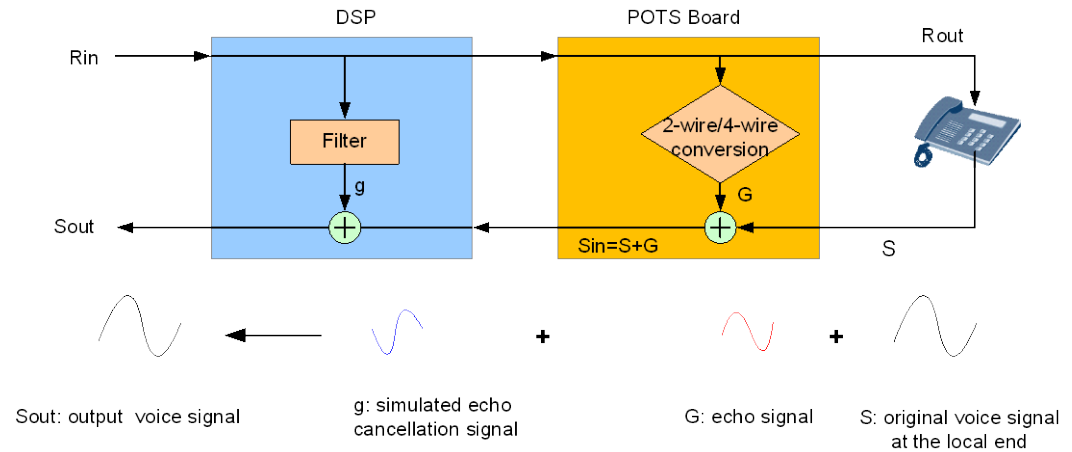 DSP
POTS Board
Rin
Rout
Filter
2-wire/4-wire
conversion
g
G
Sout
Sin=S+G
S
Sout: output voice signal
g: simulated echo
cancellation signal
G: echo signal
S: original voice signal
at the local end